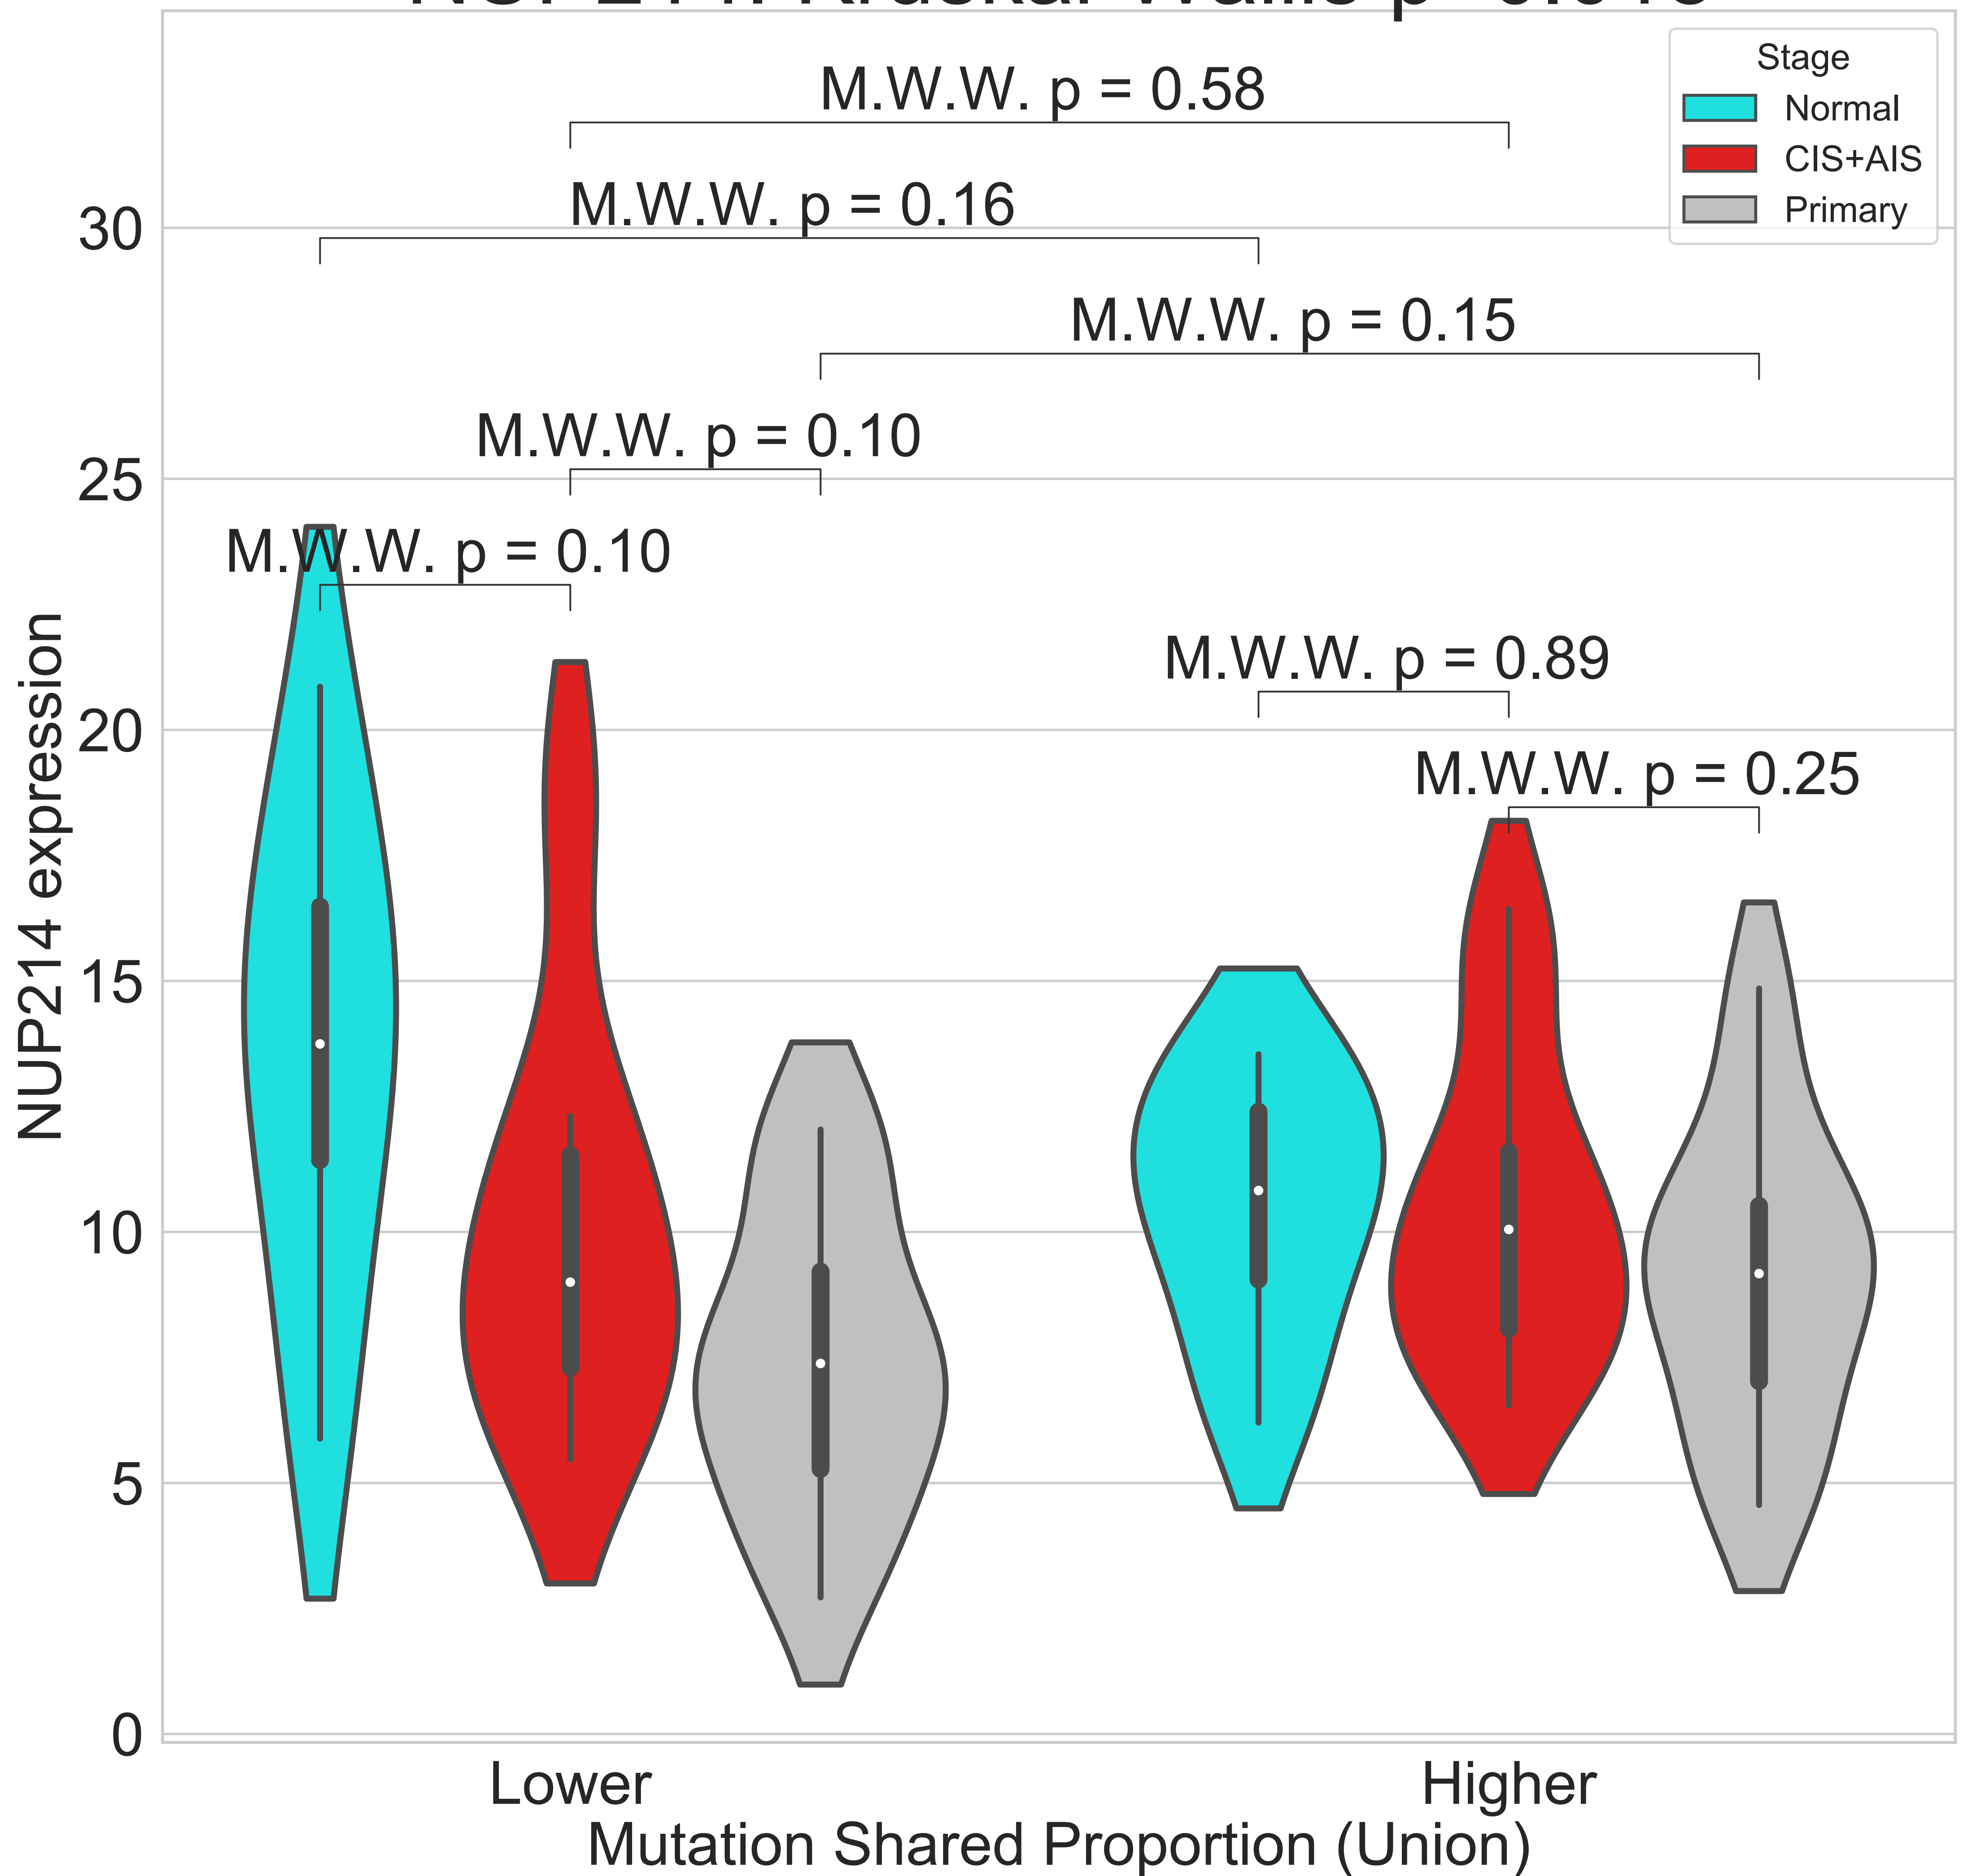 Stage
Normal
CIS+AIS
Primary
M.W.W. p = 0.58
M.W.W. p = 0.16
M.W.W. p = 0.15
M.W.W. p = 0.10
M.W.W. p = 0.10
M.W.W. p = 0.89
M.W.W. p = 0.25
30
25
20
15
10
5
0
NUP214 expression
Lower
Higher
Mutation Shared Proportion (Union)